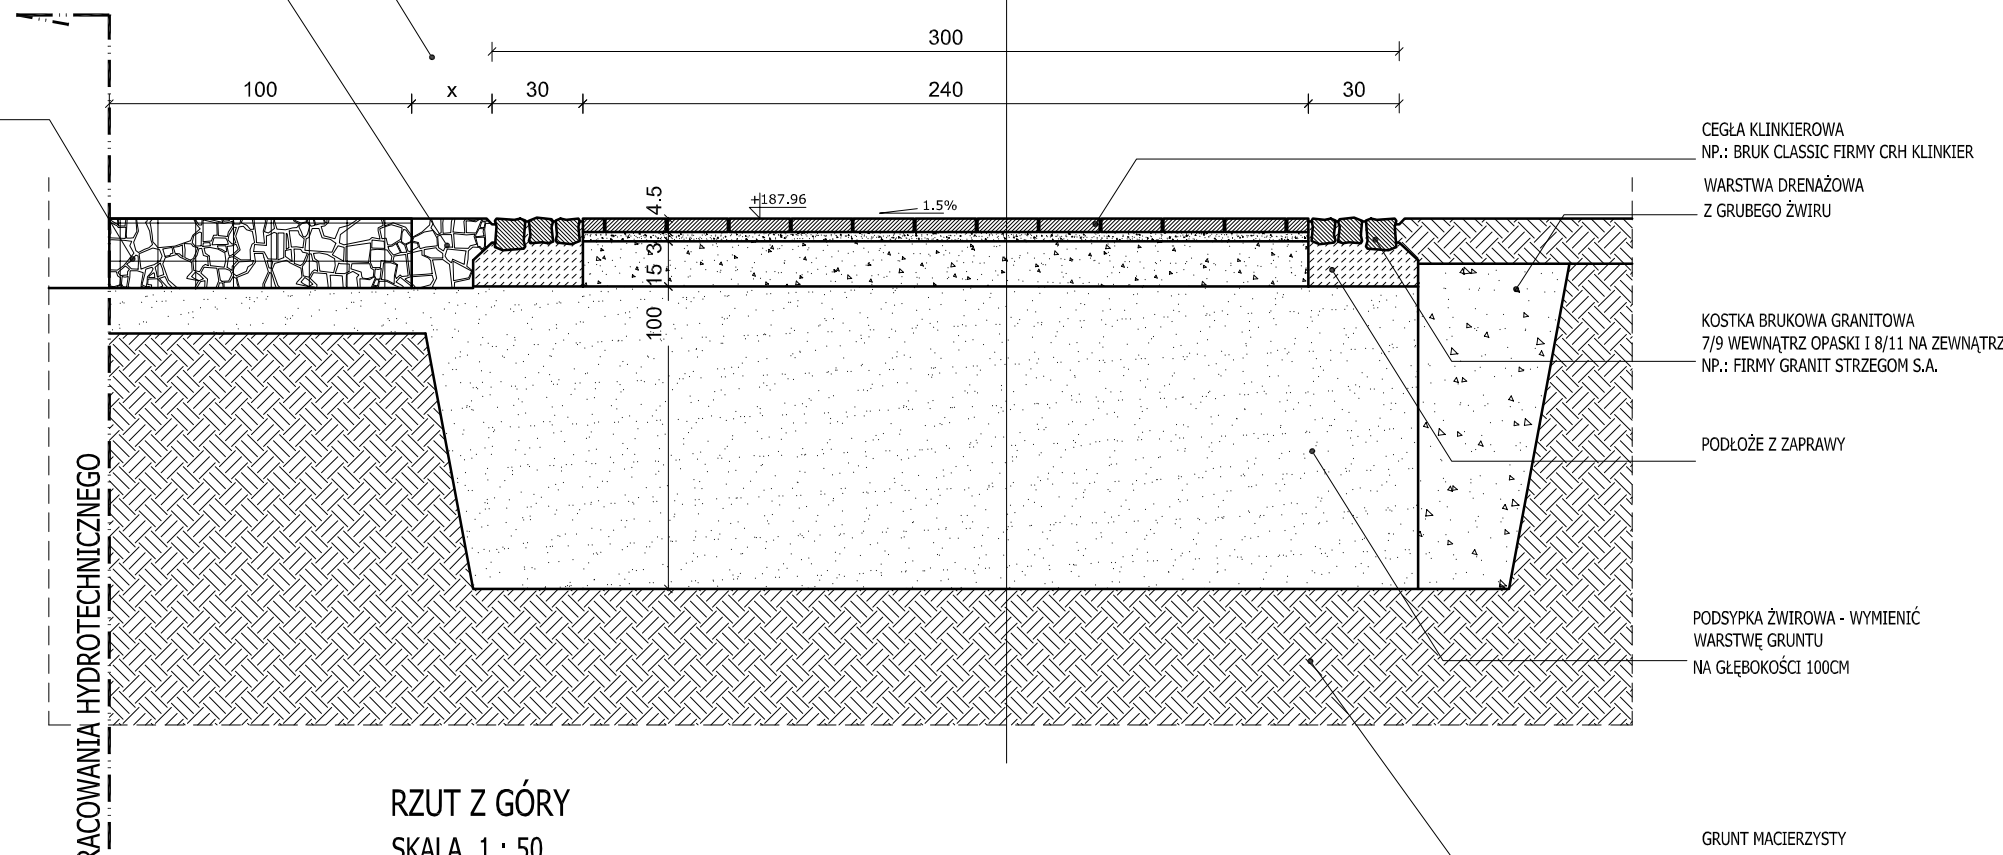 300
100
x
30
240
30
CEGŁA KLINKIEROWA
NP.: BRUK CLASSIC FIRMY CRH KLINKIER
WARSTWA DRENAŻOWA
Z GRUBEGO ŻWIRU
4.5
+187.96
1.5%
3
15
100
KOSTKA BRUKOWA GRANITOWA
7/9 WEWNĄTRZ OPASKI I 8/11 NA ZEWNĄTRZ
NP.: FIRMY GRANIT STRZEGOM S.A.
PODŁOŻE Z ZAPRAWY
RACOWANIA HYDROTECHNICZNEGO
PODSYPKA ŻWIROWA - WYMIENIĆ
WARSTWĘ GRUNTU
NA GŁĘBOKOŚCI 100CM
RZUT Z GÓRY
SKALA 1 : 50
GRUNT MACIERZYSTY